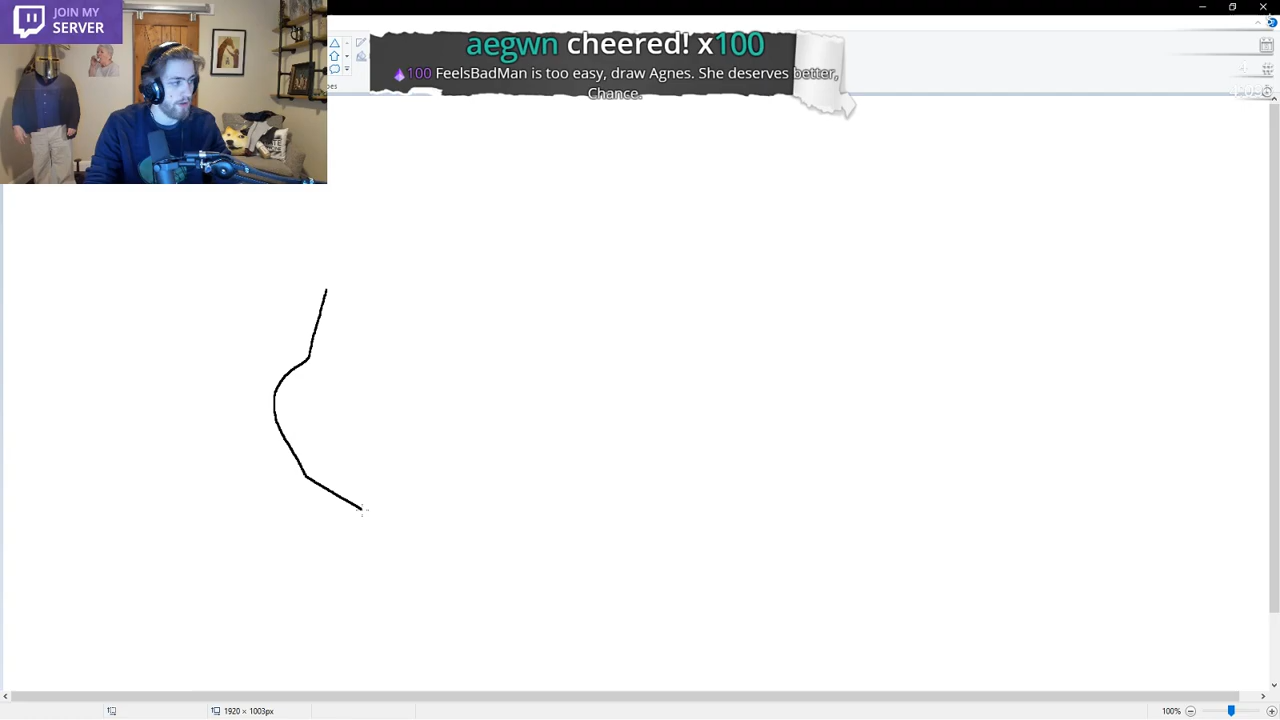 JOIN MY
SERVER
aegwn cheered! x100
100 FeelsBadMan is too easy, draw Agnes. She deserves better,
Chance.
pes
1920 × 1003px
100%